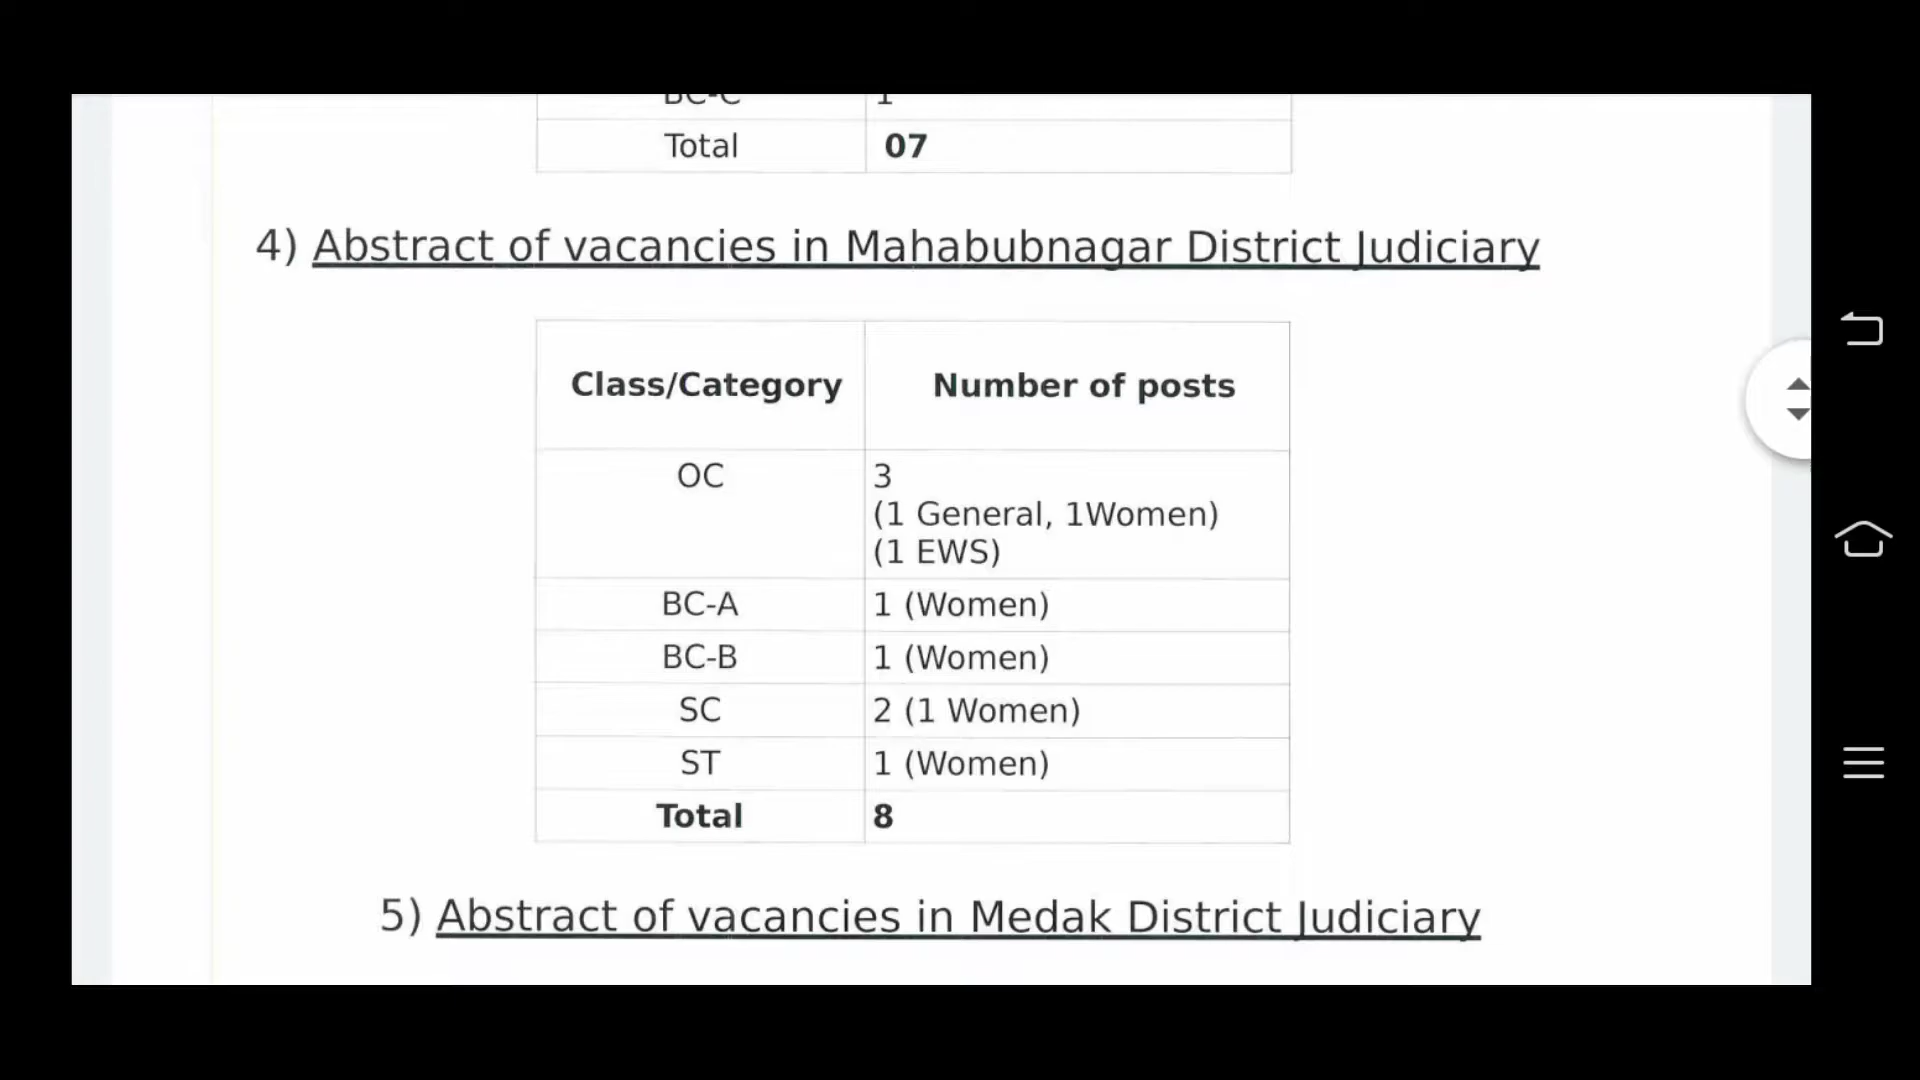 BC-C 1
Total 07
4) Abstract of vacancies in Mahabubnagar District Judiciary
Class/Category Number of posts
OC 3
(1 General, 1Women)
(1 EWS)
BC-A 1 (Women)
BC-B 1 (Women)
SC 2 (1 Women)
ST 1 (Women)
Total 8
5) Abstract of vacancies in Medak District Judiciary